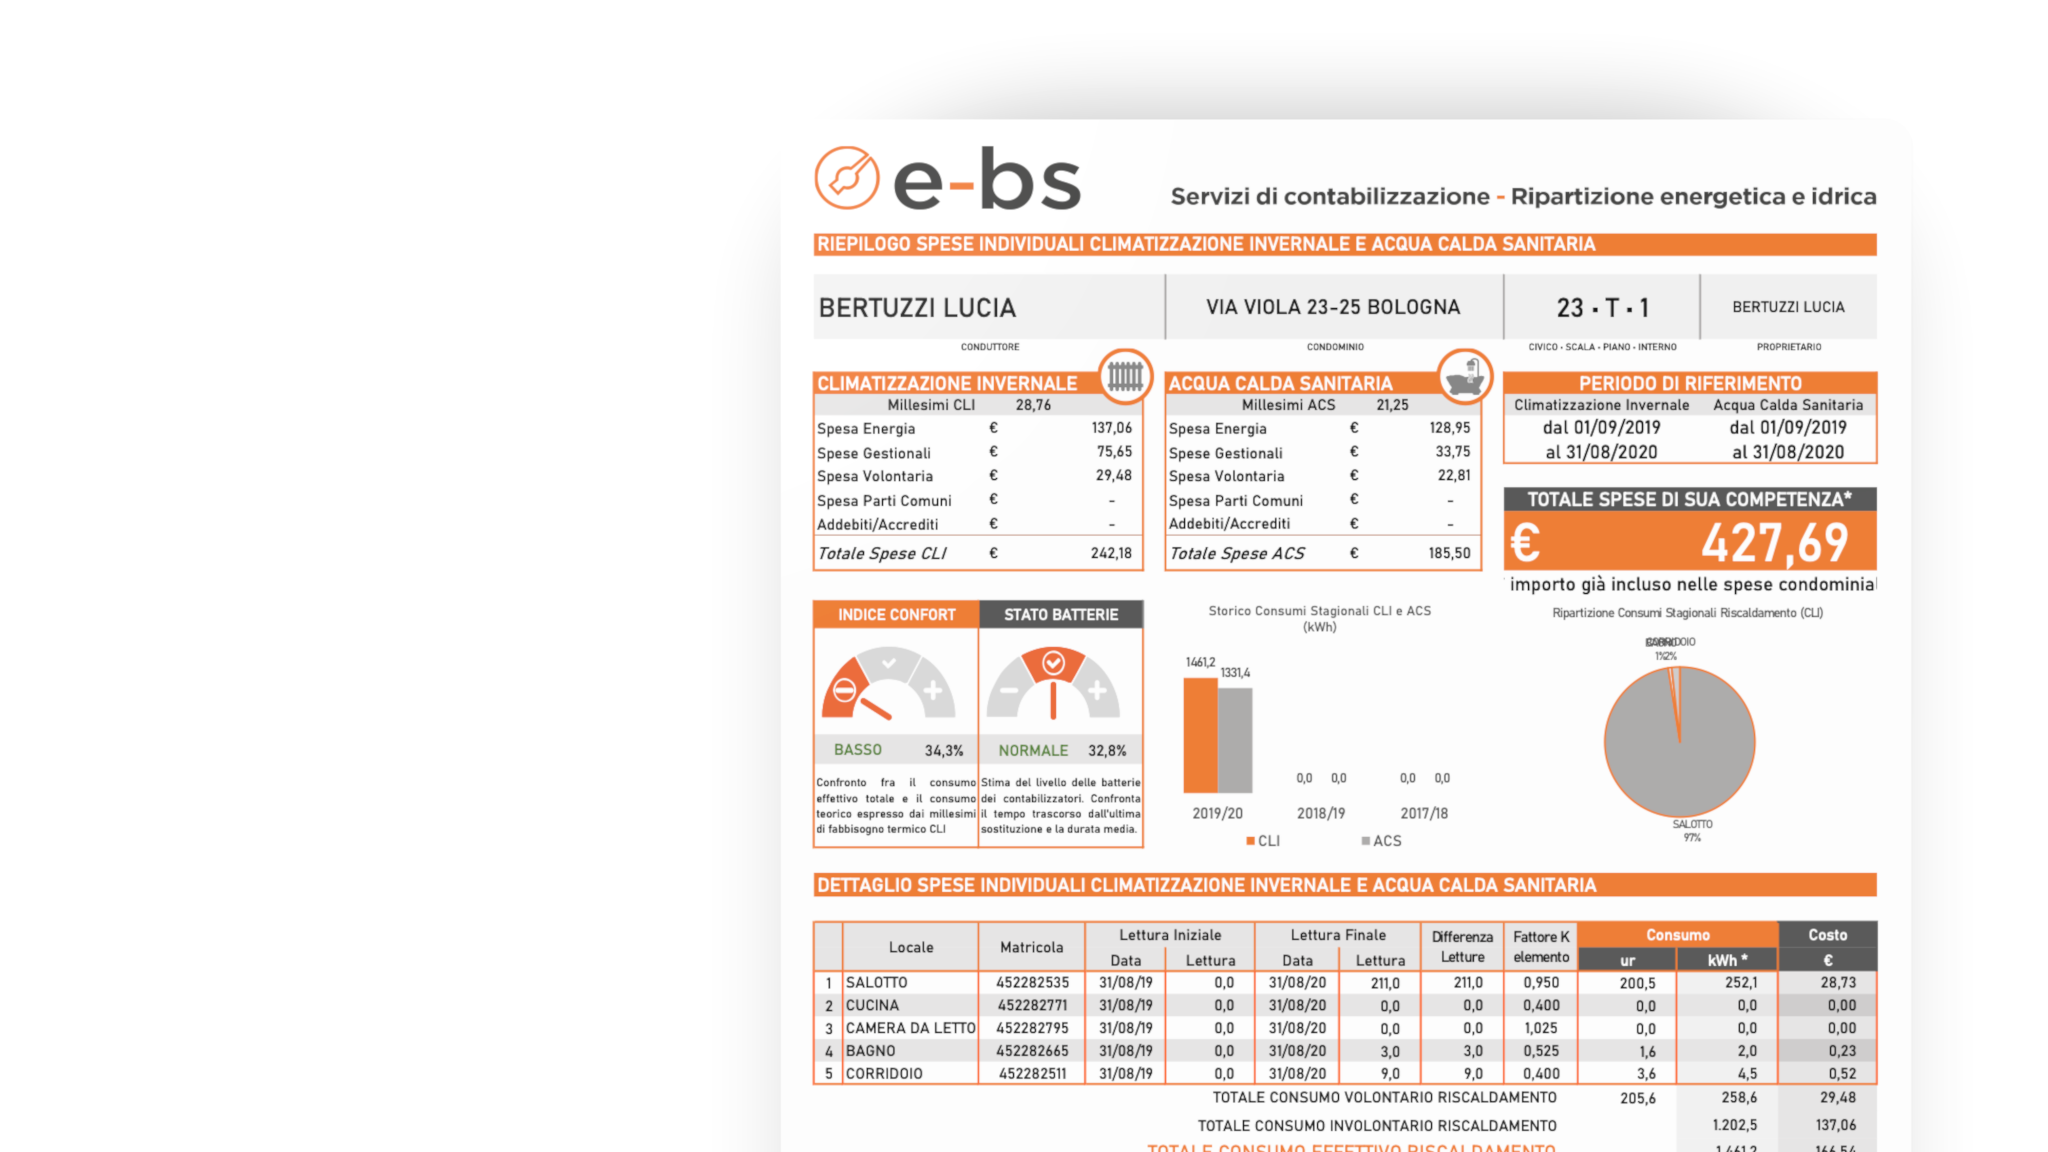 e-bs
Servizi di contabilizzazione - Ripartizione energetica e idrica
RIEPILOGO SPESE INDIVIDUALI CLIMATIZZAZIONE INVERNALE E ACQUA CALDA SANITARIA
BERTUZZI LUCIA VIA VIOLA 23-25 BOLOGNA 23 · T · 1 BERTUZZI LUCIA
CONDUTTORE CONDOMINIO CIVICO - SCALA - PIANO - INTERNO PROPRIETARIO
CLIMATIZZAZIONE INVERNALE
Millesimi CLI 28,76
Spesa Energia € 137,06
Spese Gestionali € 75,65
Spesa Volontaria € 29,48
Spesa Parti Comuni € -
Addebiti/Accrediti € -
Totale Spese CLI € 242,18
ACQUA CALDA SANITARIA
Millesimi ACS 21,25
Spesa Energia € 128,95
Spese Gestionali € 33,75
Spesa Volontaria € 22,81
Spesa Parti Comuni € -
Addebiti/Accrediti € -
Totale Spese ACS € 185,50
PERIODO DI RIFERIMENTO
Climatizzazione Invernale Acqua Calda Sanitaria
dal 01/09/2019 dal 01/09/2019
al 31/08/2020 al 31/08/2020
TOTALE SPESE DI SUA COMPETENZA*
€ 427,69
importo già incluso nelle spese condominial
INDICE CONFORT
BASSO 34,3%
Confronto fra il consumo
effettivo totale e il consumo
teorico espresso dai millesimi
di fabbisogno termico CLI
STATO BATTERIE
NORMALE 32,8%
Stima del livello delle batterie
dei contabilizzatori. Confronta
il tempo trascorso dall'ultima
sostituzione e la durata media.
Storico Consumi Stagionali CLI e ACS
(kWh)
1461,2
1331,4
0,0 0,0 0,0 0,0
2019/20 2018/19 2017/18
CLI ACS
Ripartizione Consumi Stagionali Riscaldamento (CLI)
CORRIDOIO
2%
SALOTTO
97%
DETTAGLIO SPESE INDIVIDUALI CLIMATIZZAZIONE INVERNALE E ACQUA CALDA SANITARIA
Locale Matricola Lettura Iniziale Lettura Finale Differenza Letture Fattore K elemento Consumo Costo
Data Lettura Data Lettura ur kWh * €
1 SALOTTO 452282535 31/08/19 0,0 31/08/20 211,0 211,0 0,950 200,5 252,1 28,73
2 CUCINA 452282771 31/08/19 0,0 31/08/20 0,0 0,0 0,400 0,0 0,0 0,00
3 CAMERA DA LETTO 452282795 31/08/19 0,0 31/08/20 0,0 0,0 1,025 0,0 0,0 0,00
4 BAGNO 452282665 31/08/19 0,0 31/08/20 3,0 3,0 0,525 1,6 2,0 0,23
5 CORRIDOIO 452282511 31/08/19 0,0 31/08/20 9,0 9,0 0,400 3,6 4,5 0,52
TOTALE CONSUMO VOLONTARIO RISCALDAMENTO 205,6 258,6 29,48
TOTALE CONSUMO INVOLONTARIO RISCALDAMENTO 1.202,5 137,06
TOTALE CONSUMO EFFETTIVO RISCALDAMENTO 1.461,2 166,54